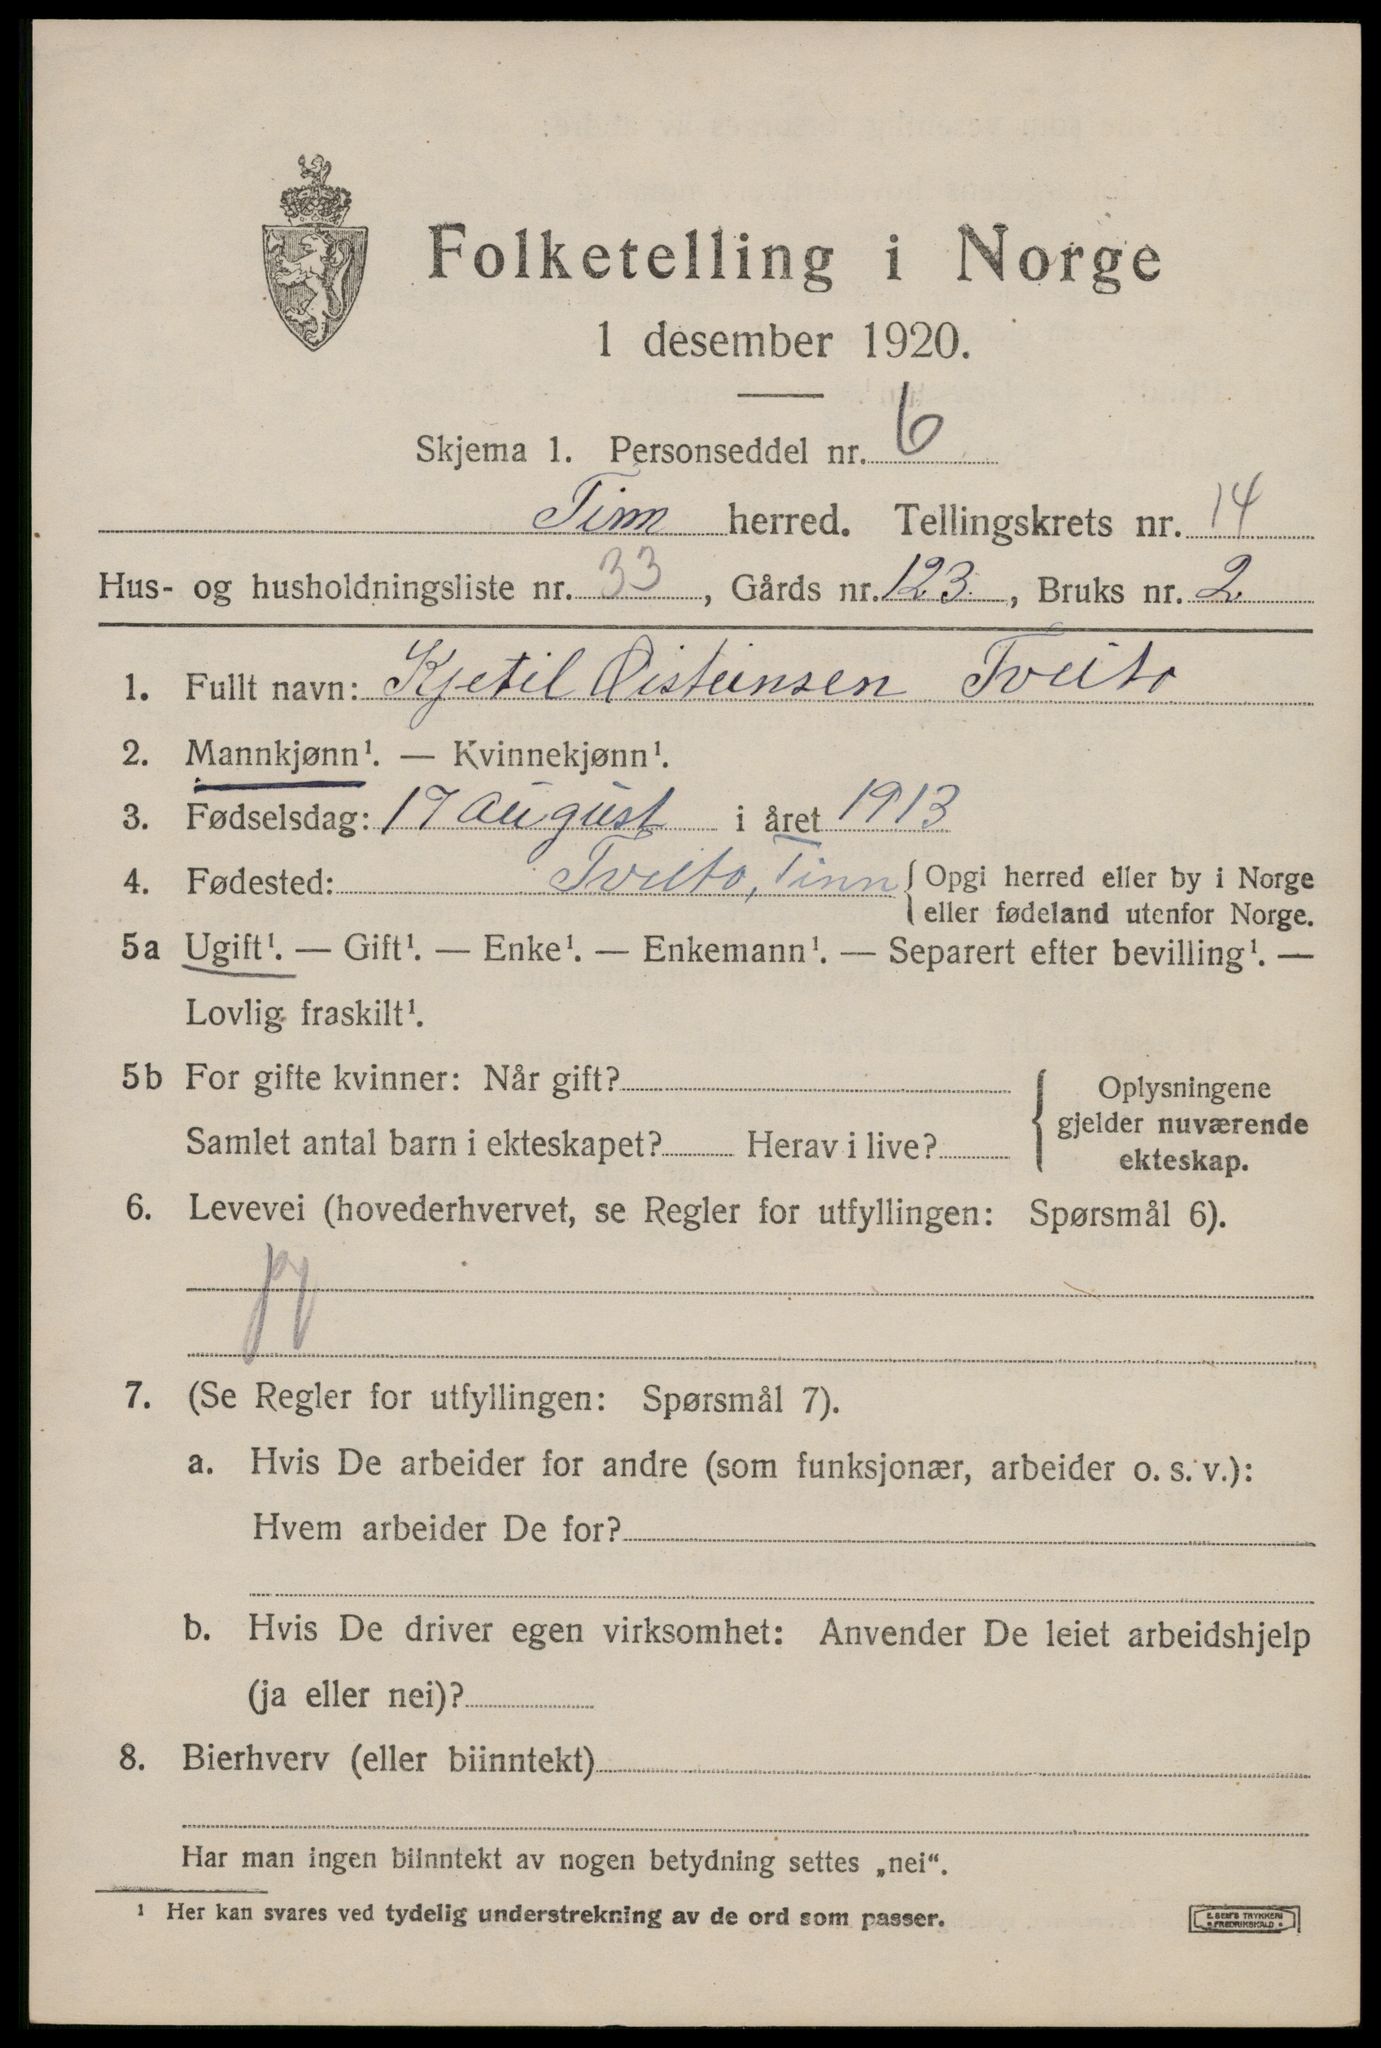 Folketelling i Norge
1 desember 1920.
Skjema 1. Personseddel nr. 6
Tinn herred. Tellingskrets nr. 14
Hus- og husholdningsliste nr. 33, Gårds nr. 123, Bruks nr. 2
1. Fullt navn: Kjetil Øisteinsen Tveito
2. Mannkjønn¹. — Kvinnekjønn¹.
3. Fødselsdag: 17 august i året 1913
4. Fødested: Tveito, Tinn { Opgi herred eller by i Norge
eller fødeland utenfor Norge.
5a Ugift¹. — Gift¹. — Enke¹. — Enkemann¹. — Separert efter bevilling¹. —
Lovlig fraskilt¹.
5b For gifte kvinner: Når gift?
Samlet antal barn i ekteskapet? Herav i live?
{ Oplysningene
gjelder nuværende
ekteskap.
6. Levevei (hovederhvervet, se Regler for utfyllingen: Spørsmål 6).
7. (Se Regler for utfyllingen: Spørsmål 7).
a. Hvis De arbeider for andre (som funksjonær, arbeider o. s. v.):
Hvem arbeider De for?
b. Hvis De driver egen virksomhet: Anvender De leiet arbeidshjelp
(ja eller nei)?
8. Bierhverv (eller biinntekt)
Har man ingen biinntekt av nogen betydning settes „nei“.
¹ Her kan svares ved tydelig understrekning av de ord som passer.
E. SEM'S TRYKKERI
FREDRIKSHALD